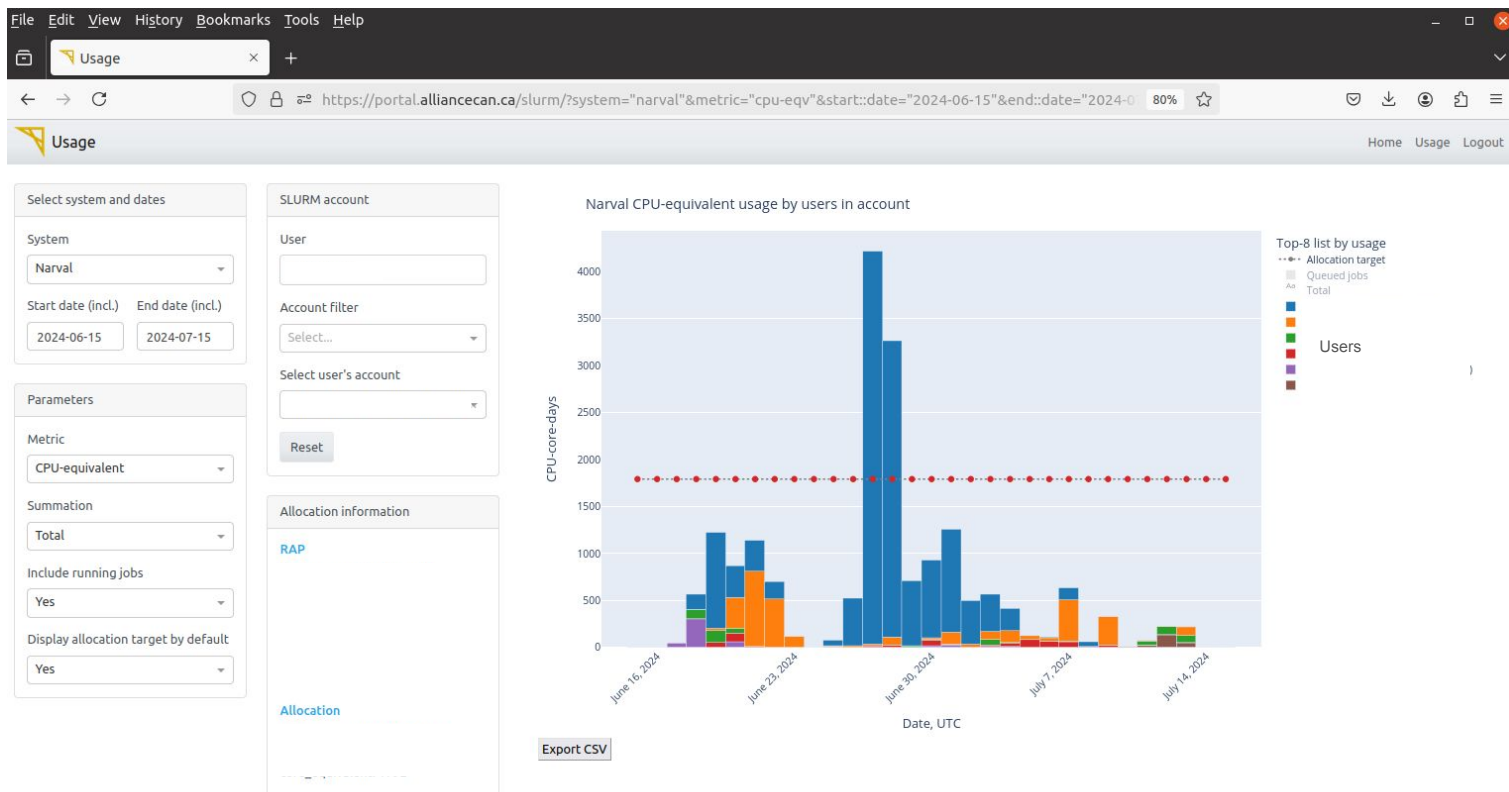 File Edit View History Bookmarks Tools Help
Usage
https://portal.alliancecan.ca/slurm/?system="narval"&metric="cpu-eqv"&start::date="2024-06-15"&end::date="2024-0
80%
Usage
Home Usage Logout
Select system and dates
System
Narval
Start date (incl.) End date (incl.)
2024-06-15 2024-07-15
Parameters
Metric
CPU-equivalent
Summation
Total
Include running jobs
Yes
Display allocation target by default
Yes
SLURM account
User
Account filter
Select...
Select user's account
Reset
Allocation information
RAP
Allocation
Narval CPU-equivalent usage by users in account
CPU-core-days
4000
3500
3000
2500
2000
1500
1000
500
0
June 16, 2024
June 23, 2024
June 30, 2024
July 7, 2024
July 14, 2024
Date, UTC
Top-8 list by usage
Allocation target
Queued jobs
Aa Total
Users
)
Export CSV